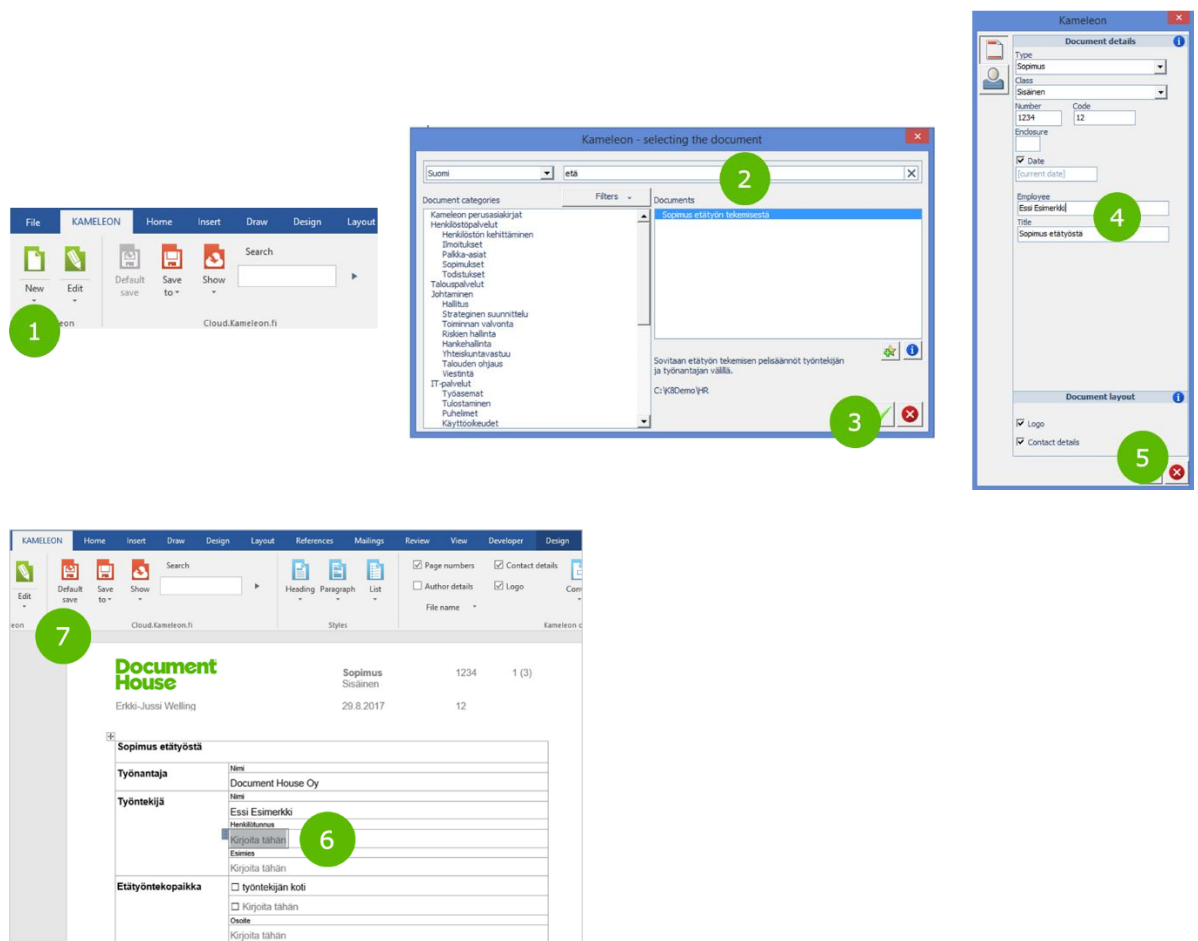 File KAMELEON Home Insert Draw Design Layout
Search
New Edit Default save Save to Show
1
Cloud.Kameleon.fi
Kameleon - selecting the document
Suomi
etä
2
Document categories
Filters
Documents
Kameleon perusasiakirjat
Henkilöstöpalvelut
Henkilöstön kehittäminen
Ilmoitukset
Palkka-asiat
Sopimukset
Todistukset
Talouspalvelut
Johtaminen
Hallitus
Strateginen suunnittelu
Toiminnan valvonta
Riskien hallinta
Hankehallinta
Yhteiskuntavastuu
Talouden ohjaus
Viestintä
IT-palvelut
Työasemat
Tulostaminen
Puhelimet
Käyttöoikeudet
Sopimus etätyön tekemisestä
Sovitaan etätyön tekemisen pelisäännöt työntekijän
ja työnantajan välillä.
C:\K8Demo\HR
3
Kameleon
Document details
Type
Sopimus
Class
Sisäinen
Number Code
1234 12
Enclosure
Date
[current date]
Employee
Essi Esimerkki
4
Title
Sopimus etätyöstä
Document layout
Logo
Contact details
5
KAMELEON Home Insert Draw Design Layout References Mailings Review View Developer Design
Search
Edit Default save Save to Show
Heading Paragraph List
Page numbers Contact details
Author details Logo
File name
Cloud.Kameleon.fi Styles
7
Document
House
Sopimus 1234 1 (3)
Sisäinen
Erkki-Jussi Welling 29.8.2017 12
Sopimus etätyöstä
Työnantaja
Nimi
Document House Oy
Työntekijä
Nimi
Essi Esimerkki
Henkilötunnus
Kirjoita tähän
6
Esimies
Kirjoita tähän
Etätyöntekopaikka
työntekijän koti
Kirjoita tähän
Osoite
Kirjoita tähän